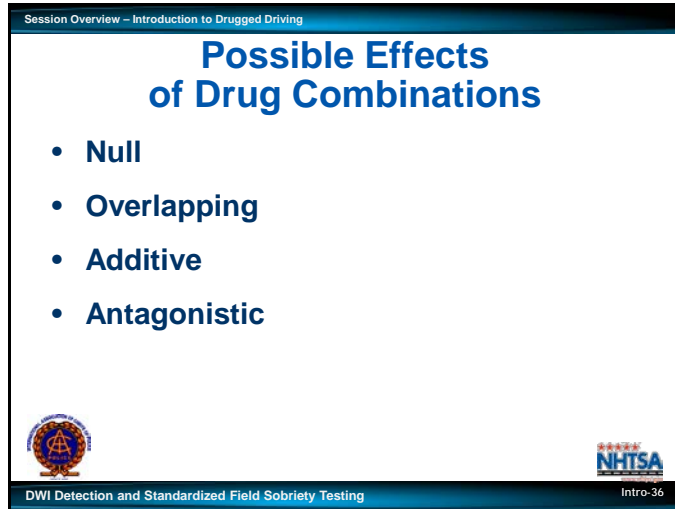 Session Overview – Introduction to Drugged Driving
Possible Effects
of Drug Combinations
• Null
• Overlapping
• Additive
• Antagonistic
NHTSA
DWI Detection and Standardized Field Sobriety Testing
Intro-36